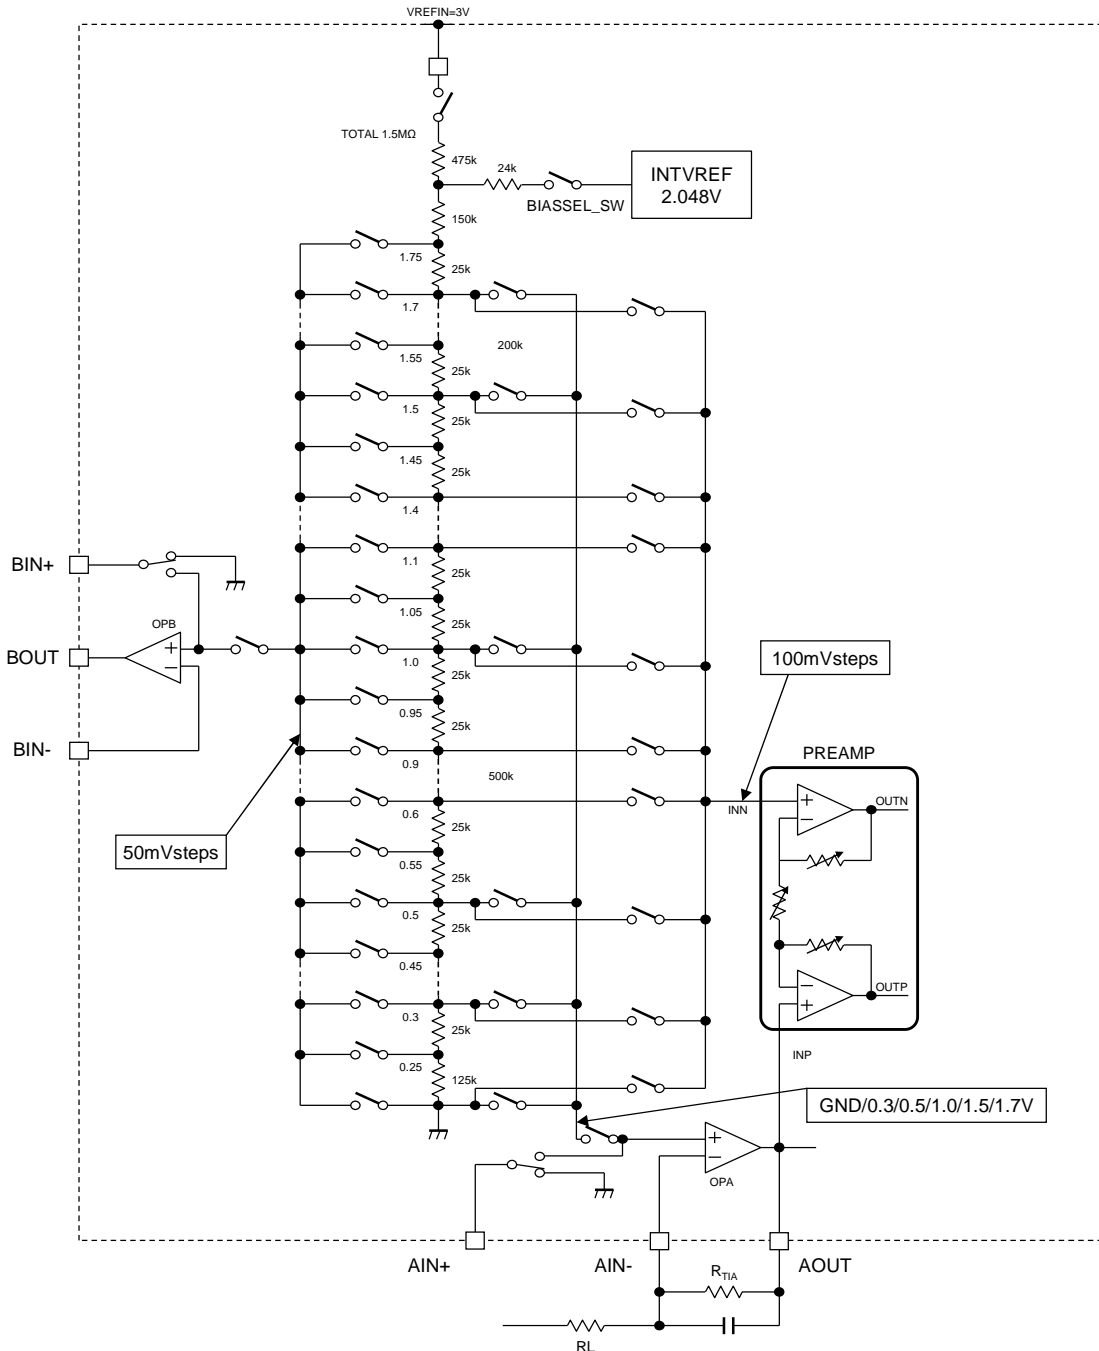 VREFIN=3V
TOTAL 1.5MΩ
475k
24k
INTVREF
2.048V
BIASSEL_SW
150k
1.75
25k
1.7
200k
1.55
25k
1.5
25k
1.45
25k
1.4
1.1
25k
1.05
25k
1.0
25k
0.95
25k
0.9
500k
0.6
25k
0.55
25k
0.5
25k
0.45
0.3
25k
0.25
125k
BIN+
OPB
+
−
BOUT
BIN-
50mVsteps
100mVsteps
PREAMP
INN
+
−
OUTN
−
+
OUTP
INP
GND/0.3/0.5/1.0/1.5/1.7V
+
−
OPA
AIN+
AIN-
AOUT
RTIA
RL